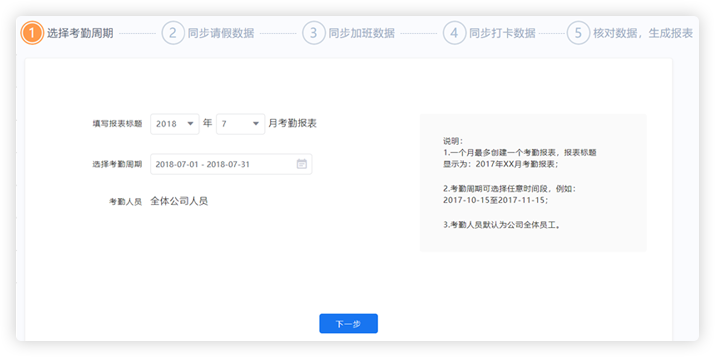 1 选择考勤周期 2 同步请假数据 3 同步加班数据 4 同步打卡数据 5 核对数据，生成报表
填写报表标题 2018 年 7 月考勤报表
选择考勤周期 2018-07-01 - 2018-07-31
考勤人员 全体公司人员
说明：
1.一个月最多创建一个考勤报表，报表标题
显示为：2017年XX月考勤报表；
2.考勤周期可选择任意时间段，例如：
2017-10-15至2017-11-15；
3.考勤人员默认为公司全体员工。
下一步